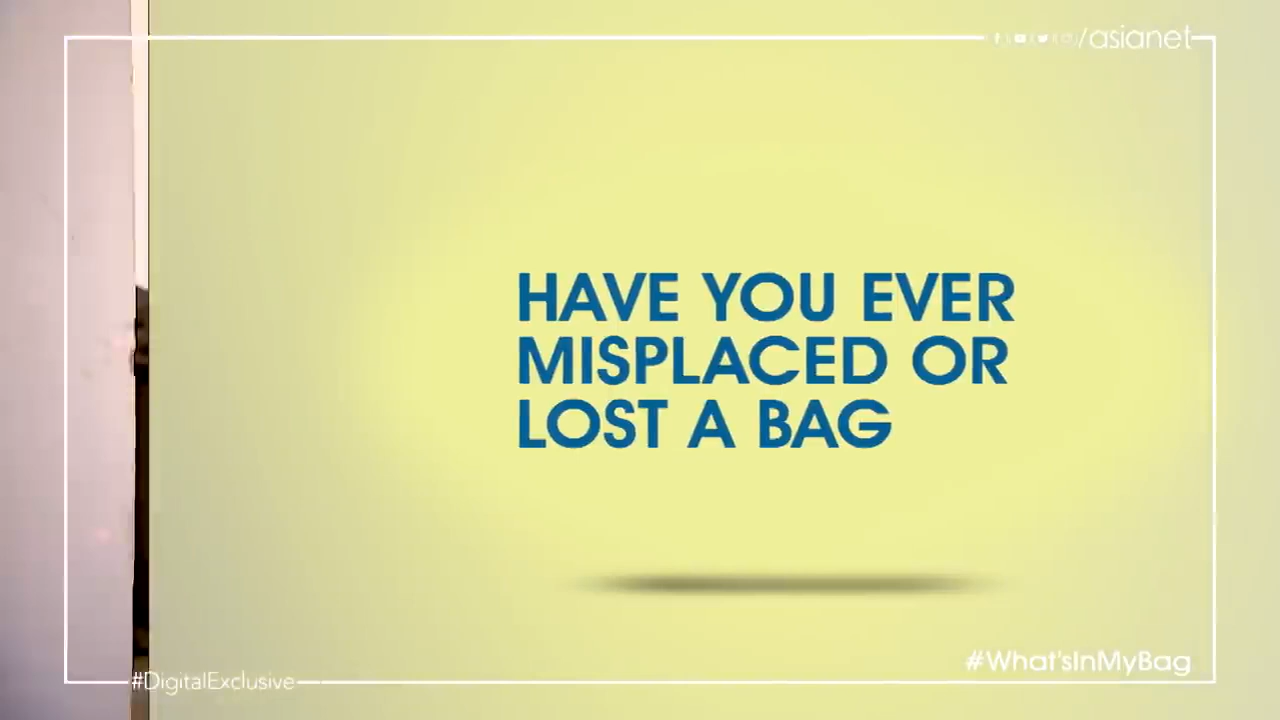 /asianet
HAVE YOU EVER
MISPLACED OR
LOST A BAG
#What'sInMyBag
#DigitalExclusive